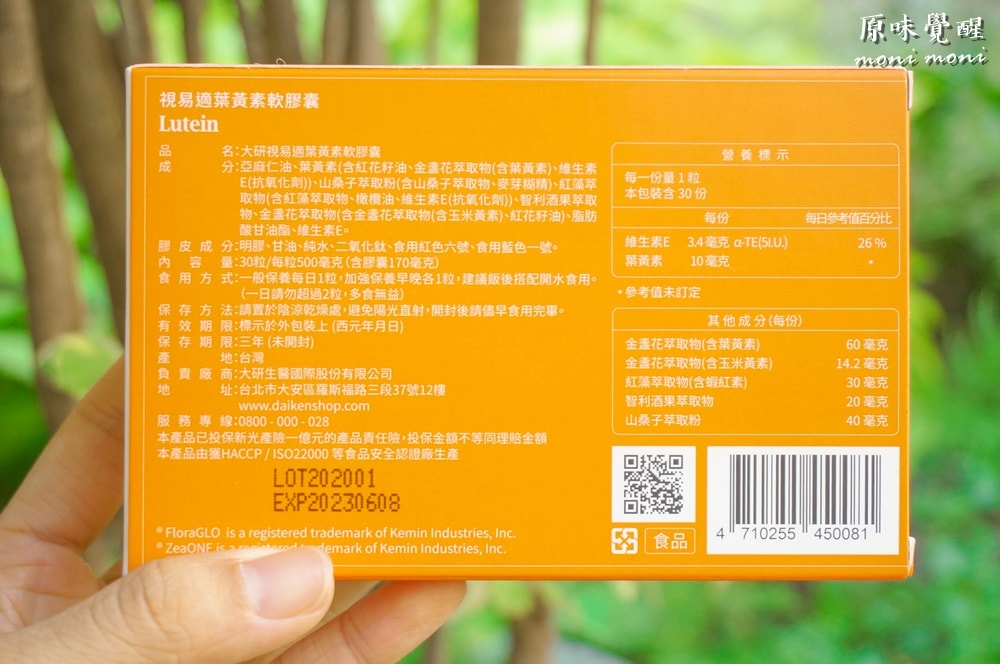 原味覺醒
moni moni
視易適葉黃素軟膠囊
Lutein
品名:大研視易適葉黃素軟膠囊
成分:亞麻仁油、葉黃素(含紅花籽油、金盞花萃取物(含葉黃素)、維生素
E(抗氧化劑))、山桑子萃取粉(含山桑子萃取物、麥芽糊精)、紅藻萃
取物(含紅藻萃取物、橄欖油、維生素E(抗氧化劑))、智利酒果萃取
物、金盞花萃取物(含金盞花萃取物(含玉米黃素)、紅花籽油)、脂肪
酸甘油酯、維生素E。
膠皮成分:明膠、甘油、純水、二氧化鈦、食用紅色六號、食用藍色一號。
內容量:30粒/每粒500毫克(含膠囊170毫克)
食用方式:一般保養每日1粒,加強保養早晚各1粒,建議飯後搭配開水食用。
(一日請勿超過2粒,多食無益)
保存方法:請置於陰涼乾燥處,避免陽光直射,開封後請儘早食用完畢。
有效期限:標示於外包裝上 (西元年月日)
保存期限:三年 (未開封)
產地:台灣
負責廠商:大研生醫國際股份有限公司
地址:台北市大安區羅斯福路三段37號12樓
www.daikenshop.com
服務專線:0800 - 000 - 028
本產品已投保新光產險一億元的產品責任險,投保金額不等同理賠金額
本產品由獲HACCP / ISO22000 等食品安全認證廠生產
LOT202001
EXP20230608
® FloraGLO is a registered trademark of Kemin Industries, Inc.
® ZeaONE is a registered trademark of Kemin Industries, Inc.
營養標示
每一份量 1 粒
本包裝含 30 份
每份 每日參考值百分比
維生素E 3.4 毫克 α-TE(5I.U.) 26 %
葉黃素 10 毫克 *
* 參考值未訂定
其他成分(每份)
金盞花萃取物(含葉黃素) 60 毫克
金盞花萃取物(含玉米黃素) 14.2 毫克
紅藻萃取物(含蝦紅素) 30 毫克
智利酒果萃取物 20 毫克
山桑子萃取粉 40 毫克
食品
4 710255 450081